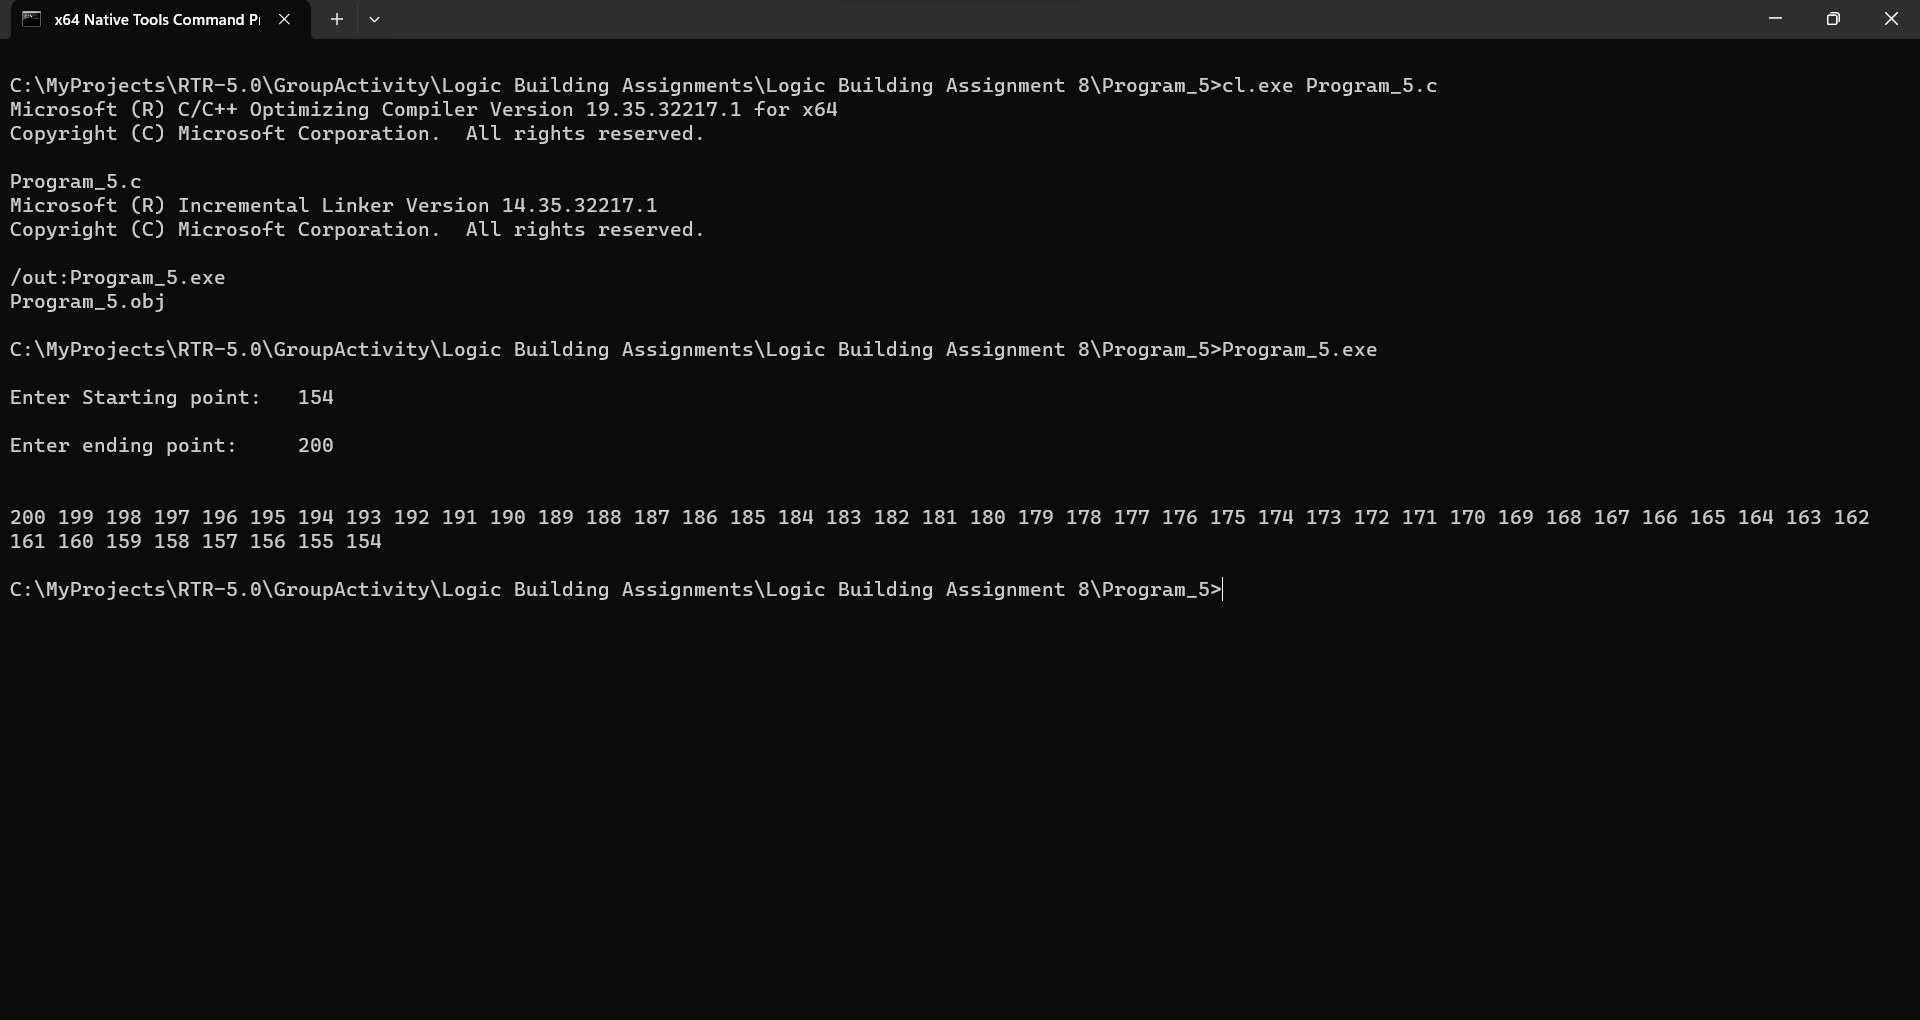 x64 Native Tools Command Pr
C:\MyProjects\RTR-5.0\GroupActivity\Logic Building Assignments\Logic Building Assignment 8\Program_5>cl.exe Program_5.c
Microsoft (R) C/C++ Optimizing Compiler Version 19.35.32217.1 for x64
Copyright (C) Microsoft Corporation.  All rights reserved.
Program_5.c
Microsoft (R) Incremental Linker Version 14.35.32217.1
Copyright (C) Microsoft Corporation.  All rights reserved.
/out:Program_5.exe
Program_5.obj
C:\MyProjects\RTR-5.0\GroupActivity\Logic Building Assignments\Logic Building Assignment 8\Program_5>Program_5.exe
Enter Starting point:   154
Enter ending point:     200
200 199 198 197 196 195 194 193 192 191 190 189 188 187 186 185 184 183 182 181 180 179 178 177 176 175 174 173 172 171 170 169 168 167 166 165 164 163 162
161 160 159 158 157 156 155 154
C:\MyProjects\RTR-5.0\GroupActivity\Logic Building Assignments\Logic Building Assignment 8\Program_5>